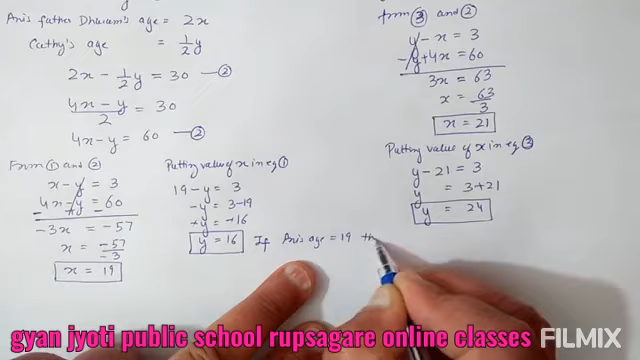 Ani's father Dharam's age = 2x
Cathy's age = 1/2 y
2x - 1/2 y = 30 — ②
4x - y / 2 = 30
4x - y = 60 — ②
From ① and ②
x - y = 3
4x - y = 60
- + -
-3x = -57
x = -57/-3
x = 19
Putting value of x in eq ①
19 - y = 3
-y = 3-19
+y = +16
y = 16
If Ani's age = 19 th
from ③ and ②
y - x = 3
-y + 4x = 60
3x = 63
x = 63/3
x = 21
Putting value of x in eq ③
y - 21 = 3
y = 3+21
y = 24
gyan jyoti public school rupsagare online classes
FILMIX